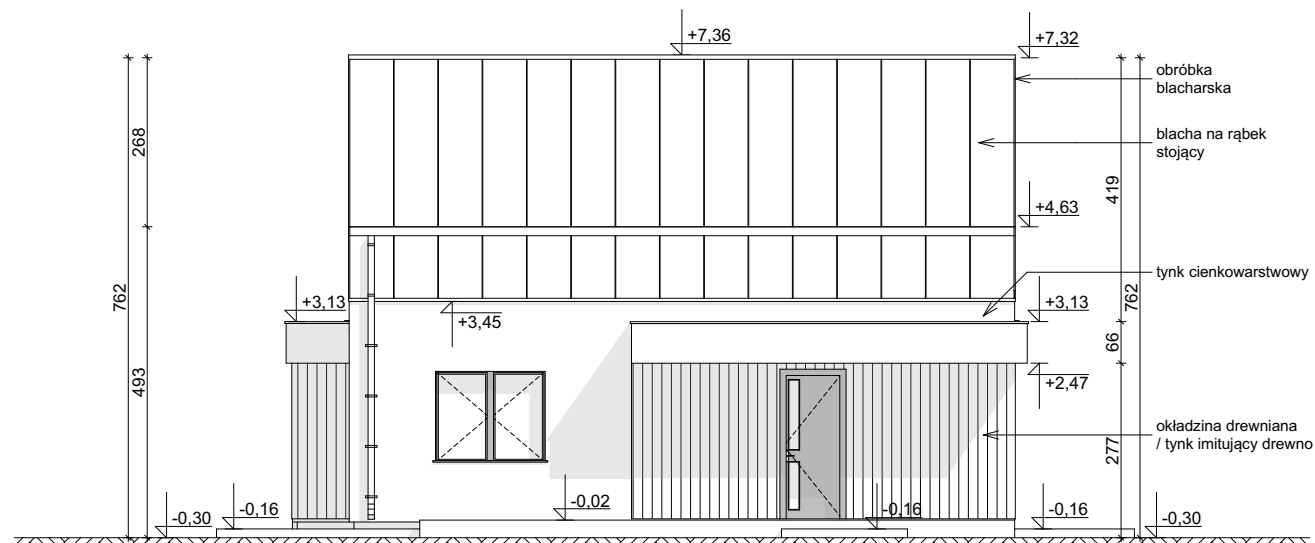 +7,36
+7,32
obróbka
blacharska
268
blacha na rąbek
stojący
419
+4,63
762
tynk cienkowarstwowy
762
+3,13
+3,13
+3,45
66
+2,47
493
okładzina drewniana
/ tynk imitujący drewno
277
-0,30
-0,16
-0,02
-0,16
-0,16
-0,30